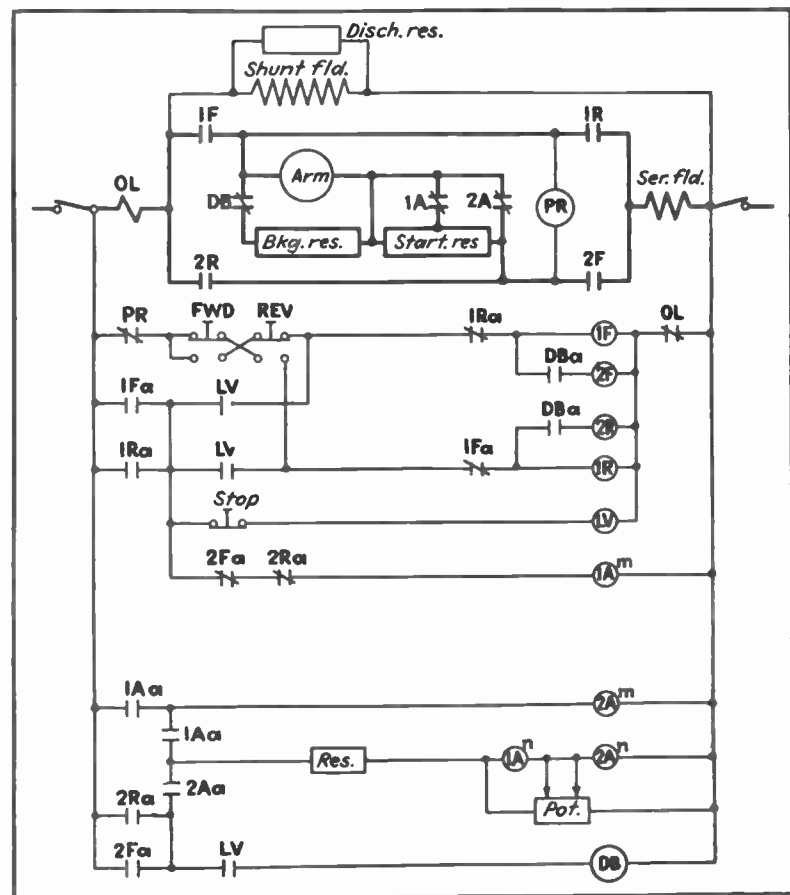 Disch. res.
Shunt fld.
1F
1R
OL
Arm
DB
1A
2A
PR
Ser. fld.
Bkg. res.
Start. res
2R
2F
PR
FWD
REV
1Ra
1F
OL
DBa
2F
1Fa
LV
DBa
2R
1Ra
LV
1Fa
1R
Stop
1V
2Fa
2Ra
1A m
1Aa
2A m
1Aa
Res.
1A n
2A n
2Aa
Pot.
2Ra
2Fa
LV
DB